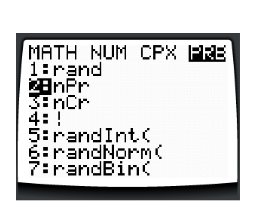 MATH NUM CPX PRB
1:rand
2:nPr
3:nCr
4:!
5:randInt(
6:randNorm(
7:randBin(